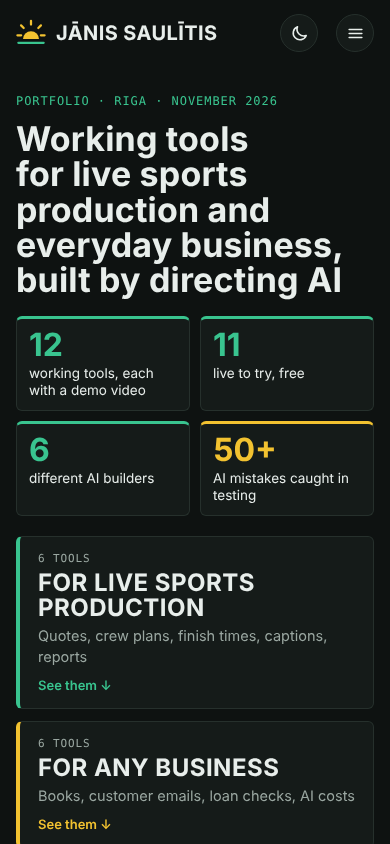 JĀNIS SAULĪTIS
PORTFOLIO · RIGA · NOVEMBER 2026
Working tools
for live sports
production and
everyday business,
built by directing AI
12
working tools, each
with a demo video
11
live to try, free
6
different AI builders
50+
AI mistakes caught in
testing
6 TOOLS
FOR LIVE SPORTS
PRODUCTION
Quotes, crew plans, finish times, captions,
reports
See them ↓
6 TOOLS
FOR ANY BUSINESS
Books, customer emails, loan checks, AI costs
See them ↓